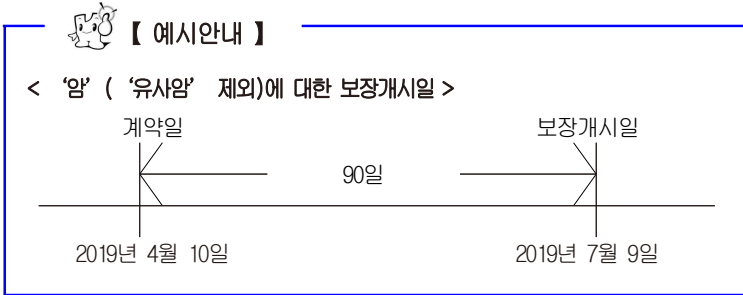 【 예시안내 】
< ‘암’ ( ‘유사암’ 제외)에 대한 보장개시일 >
계약일 보장개시일
90일
2019년 4월 10일 2019년 7월 9일